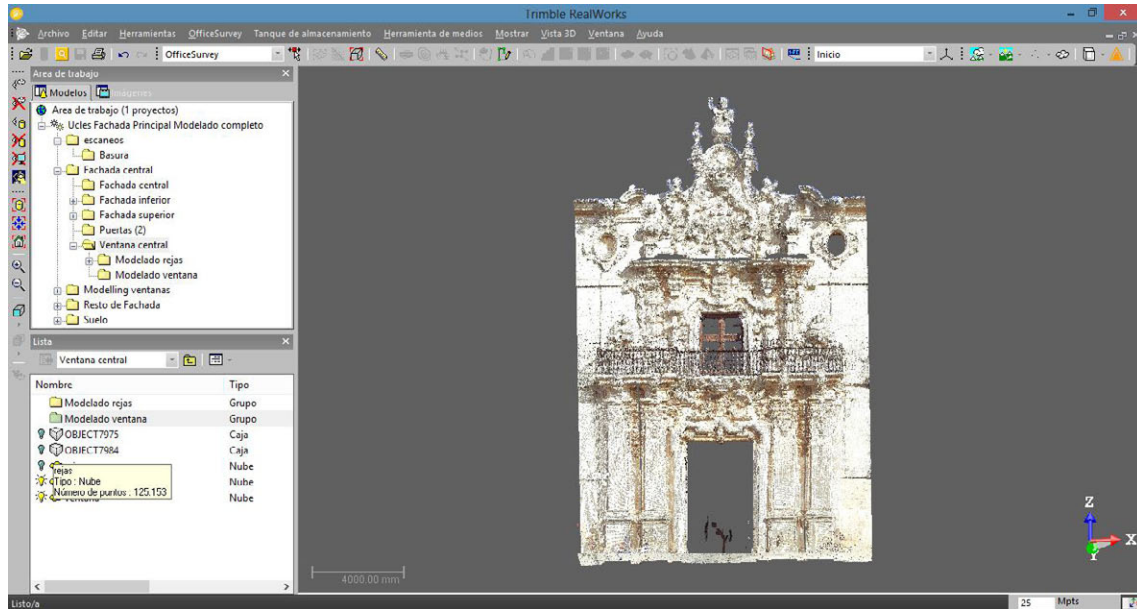 Trimble RealWorks
Archivo Editar Herramientas OfficeSurvey Tanque de almacenamiento Herramienta de medios Mostrar Vista 3D Ventana Ayuda
OfficeSurvey Inicio
Area de trabajo
Modelos Imágenes
Area de trabajo (1 proyectos)
Ucles Fachada Principal Modelado completo
escaneos
Basura
Fachada central
Fachada central
Fachada inferior
Fachada superior
Puertas (2)
Ventana central
Modelado rejas
Modelado ventana
Modelling ventanas
Resto de Fachada
Suelo
Lista
Ventana central
Nombre Tipo
Modelado rejas Grupo
Modelado ventana Grupo
OBJECT7975 Caja
OBJECT7984 Caja
Nube
rejas
Tipo : Nube
Nube
Número de puntos : 125.153
Nube
4000.00 mm
Z
X
Y
Listo/a
25 Mpts